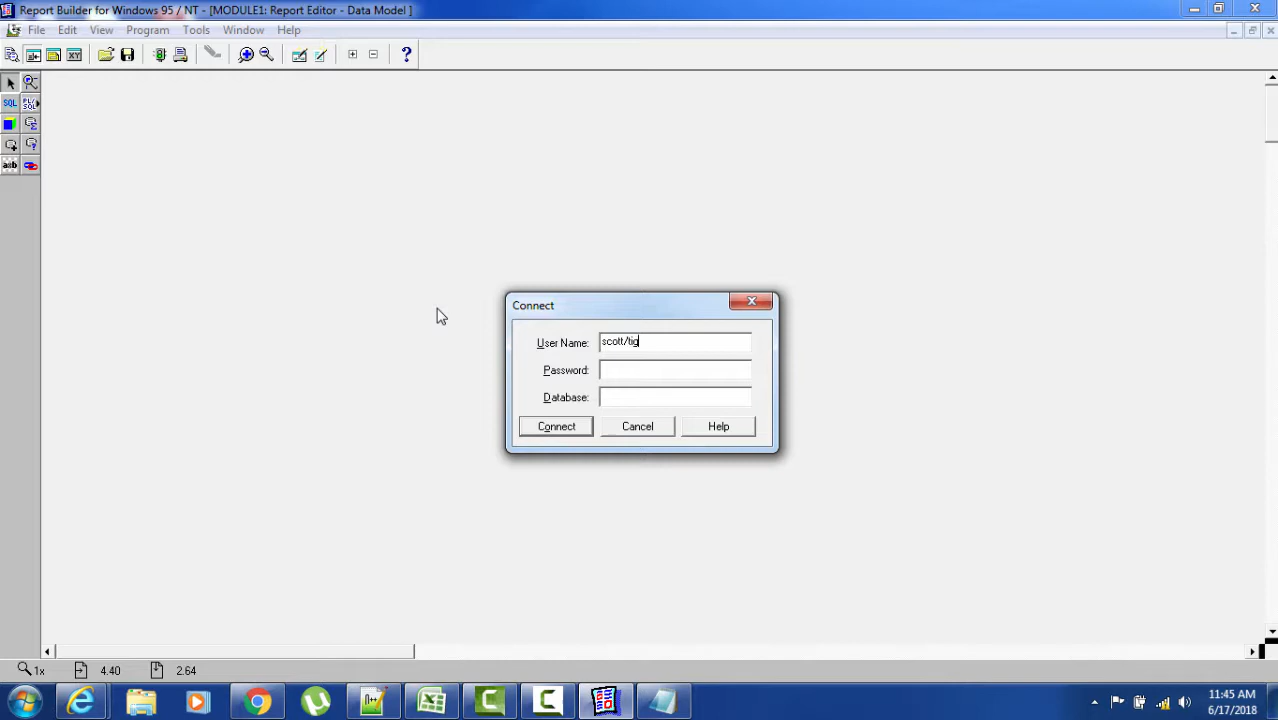 Report Builder for Windows 95 / NT - [MODULE1: Report Editor - Data Model ]
File Edit View Program Tools Window Help
SQL PL/SQL
Connect
User Name: scott/tig
Password:
Database:
Connect Cancel Help
1x 4.40 2.64
11:45 AM
6/17/2018